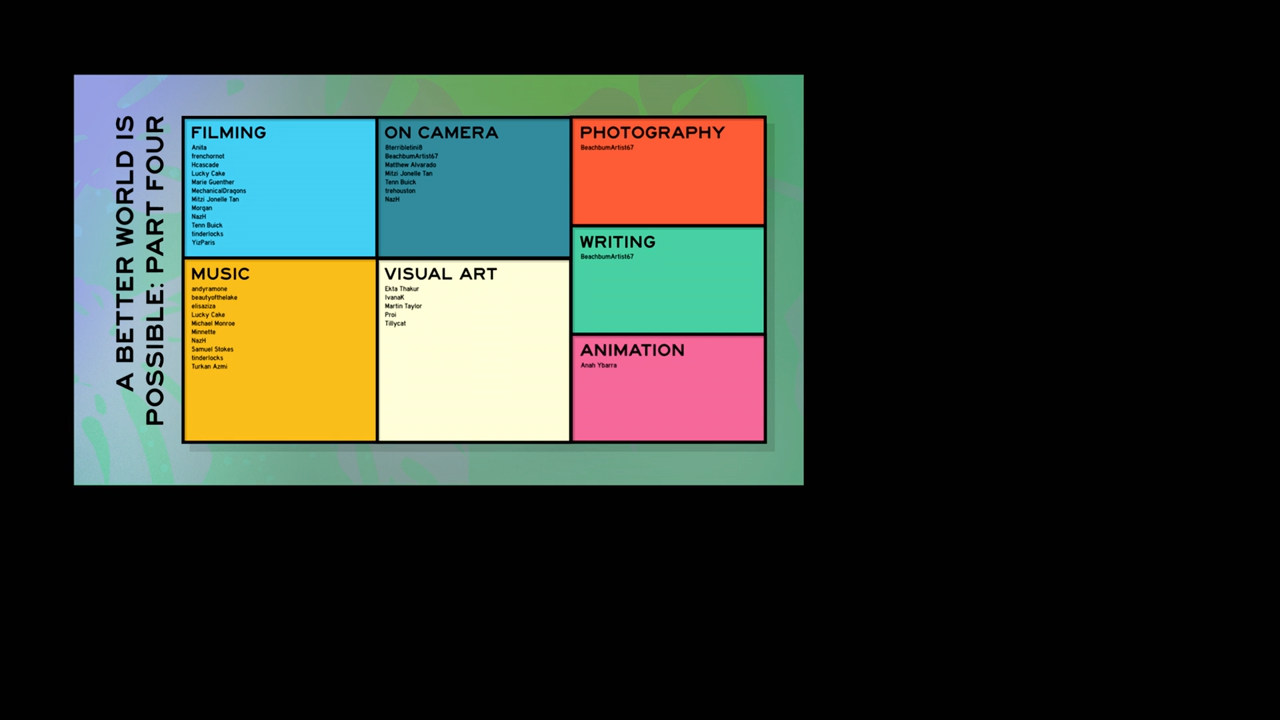 A BETTER WORLD IS
POSSIBLE: PART FOUR
FILMING
Anita
frenchornot
Hcascade
Lucky Cake
Marie Guenther
MechanicalDragons
Mitzi Jonelle Tan
Morgan
NazH
Tenn Buick
tinderlocks
YizParis
ON CAMERA
8terriblelini8
BeachbumArtist67
Matthew Alvarado
Mitzi Jonelle Tan
Tenn Buick
trehouston
NazH
PHOTOGRAPHY
BeachbumArtist67
WRITING
BeachbumArtist67
MUSIC
andyramone
beautyofthelake
elisaziza
Lucky Cake
Michael Monroe
Minnette
NazH
Samuel Stokes
tinderlocks
Turkan Azmi
VISUAL ART
Ekta Thakur
IvanaK
Martin Taylor
Proi
Tillycat
ANIMATION
Anah Ybarra